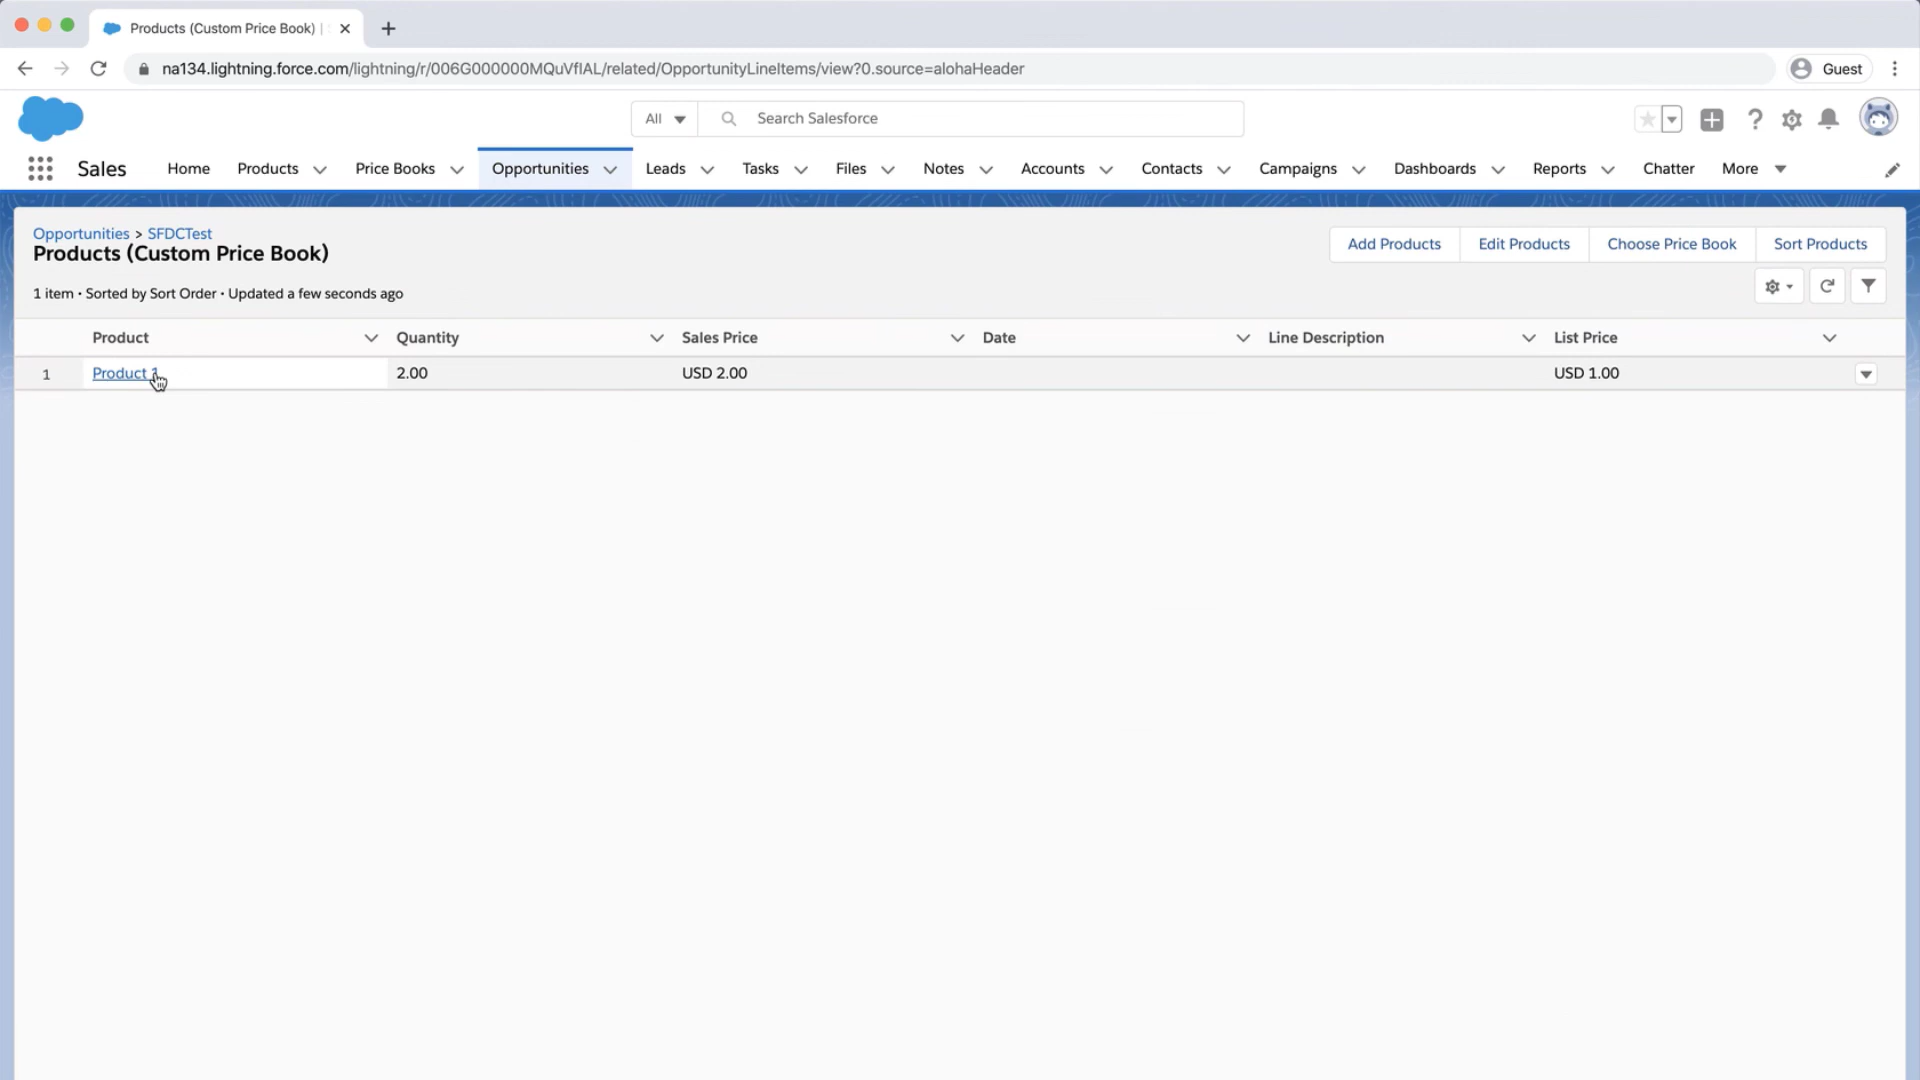 Products (Custom Price Book) |
na134.lightning.force.com/lightning/r/006G000000MQuVfIAL/related/OpportunityLineItems/view?0.source=alohaHeader
Guest
All
Search Salesforce
Sales
Home
Products
Price Books
Opportunities
Leads
Tasks
Files
Notes
Accounts
Contacts
Campaigns
Dashboards
Reports
Chatter
More
Opportunities > SFDCTest
Products (Custom Price Book)
Add Products
Edit Products
Choose Price Book
Sort Products
1 item • Sorted by Sort Order • Updated a few seconds ago
Product
Quantity
Sales Price
Date
Line Description
List Price
1
Product 1
2.00
USD 2.00
USD 1.00